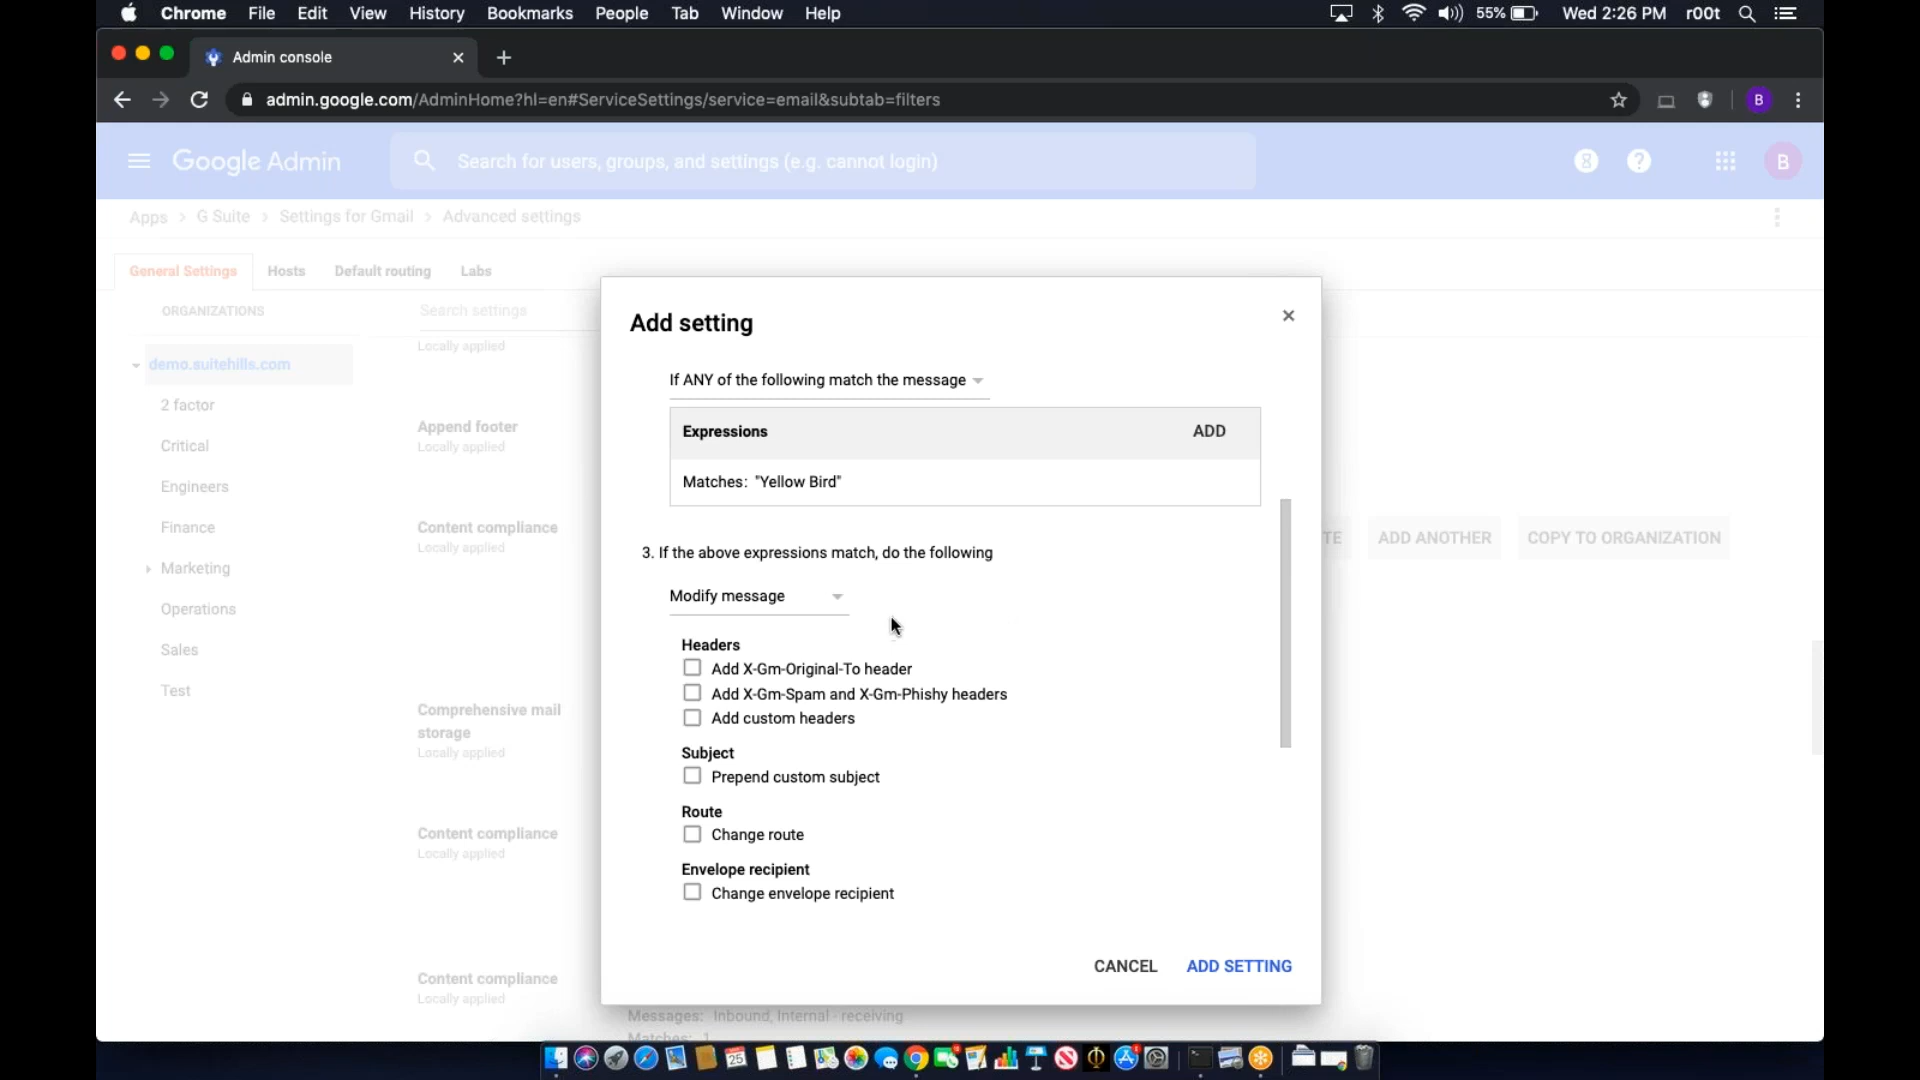 Chrome File Edit View History Bookmarks People Tab Window Help 55% Wed 2:26 PM r00t
Admin console
admin.google.com/AdminHome?hl=en#ServiceSettings/service=email&subtab=filters B
Google Admin Search for users, groups, and settings (e.g. cannot login) 8 ? B
Apps > G Suite > Settings for Gmail > Advanced settings
General Settings Hosts Default routing Labs
ORGANIZATIONS Search settings
Locally applied
demo.suitehills.com
2 factor
Critical
Engineers
Finance
Marketing
Operations
Sales
Test
Append footer
Locally applied
Content compliance
Locally applied
Comprehensive mail
storage
Locally applied
Content compliance
Locally applied
Content compliance
Locally applied
Add setting
If ANY of the following match the message
Expressions ADD
Matches: "Yellow Bird"
3. If the above expressions match, do the following
Modify message
Headers
Add X-Gm-Original-To header
Add X-Gm-Spam and X-Gm-Phishy headers
Add custom headers
Subject
Prepend custom subject
Route
Change route
Envelope recipient
Change envelope recipient
CANCEL ADD SETTING
TE ADD ANOTHER COPY TO ORGANIZATION
Messages: Inbound, Internal - receiving
Matches: 1
25